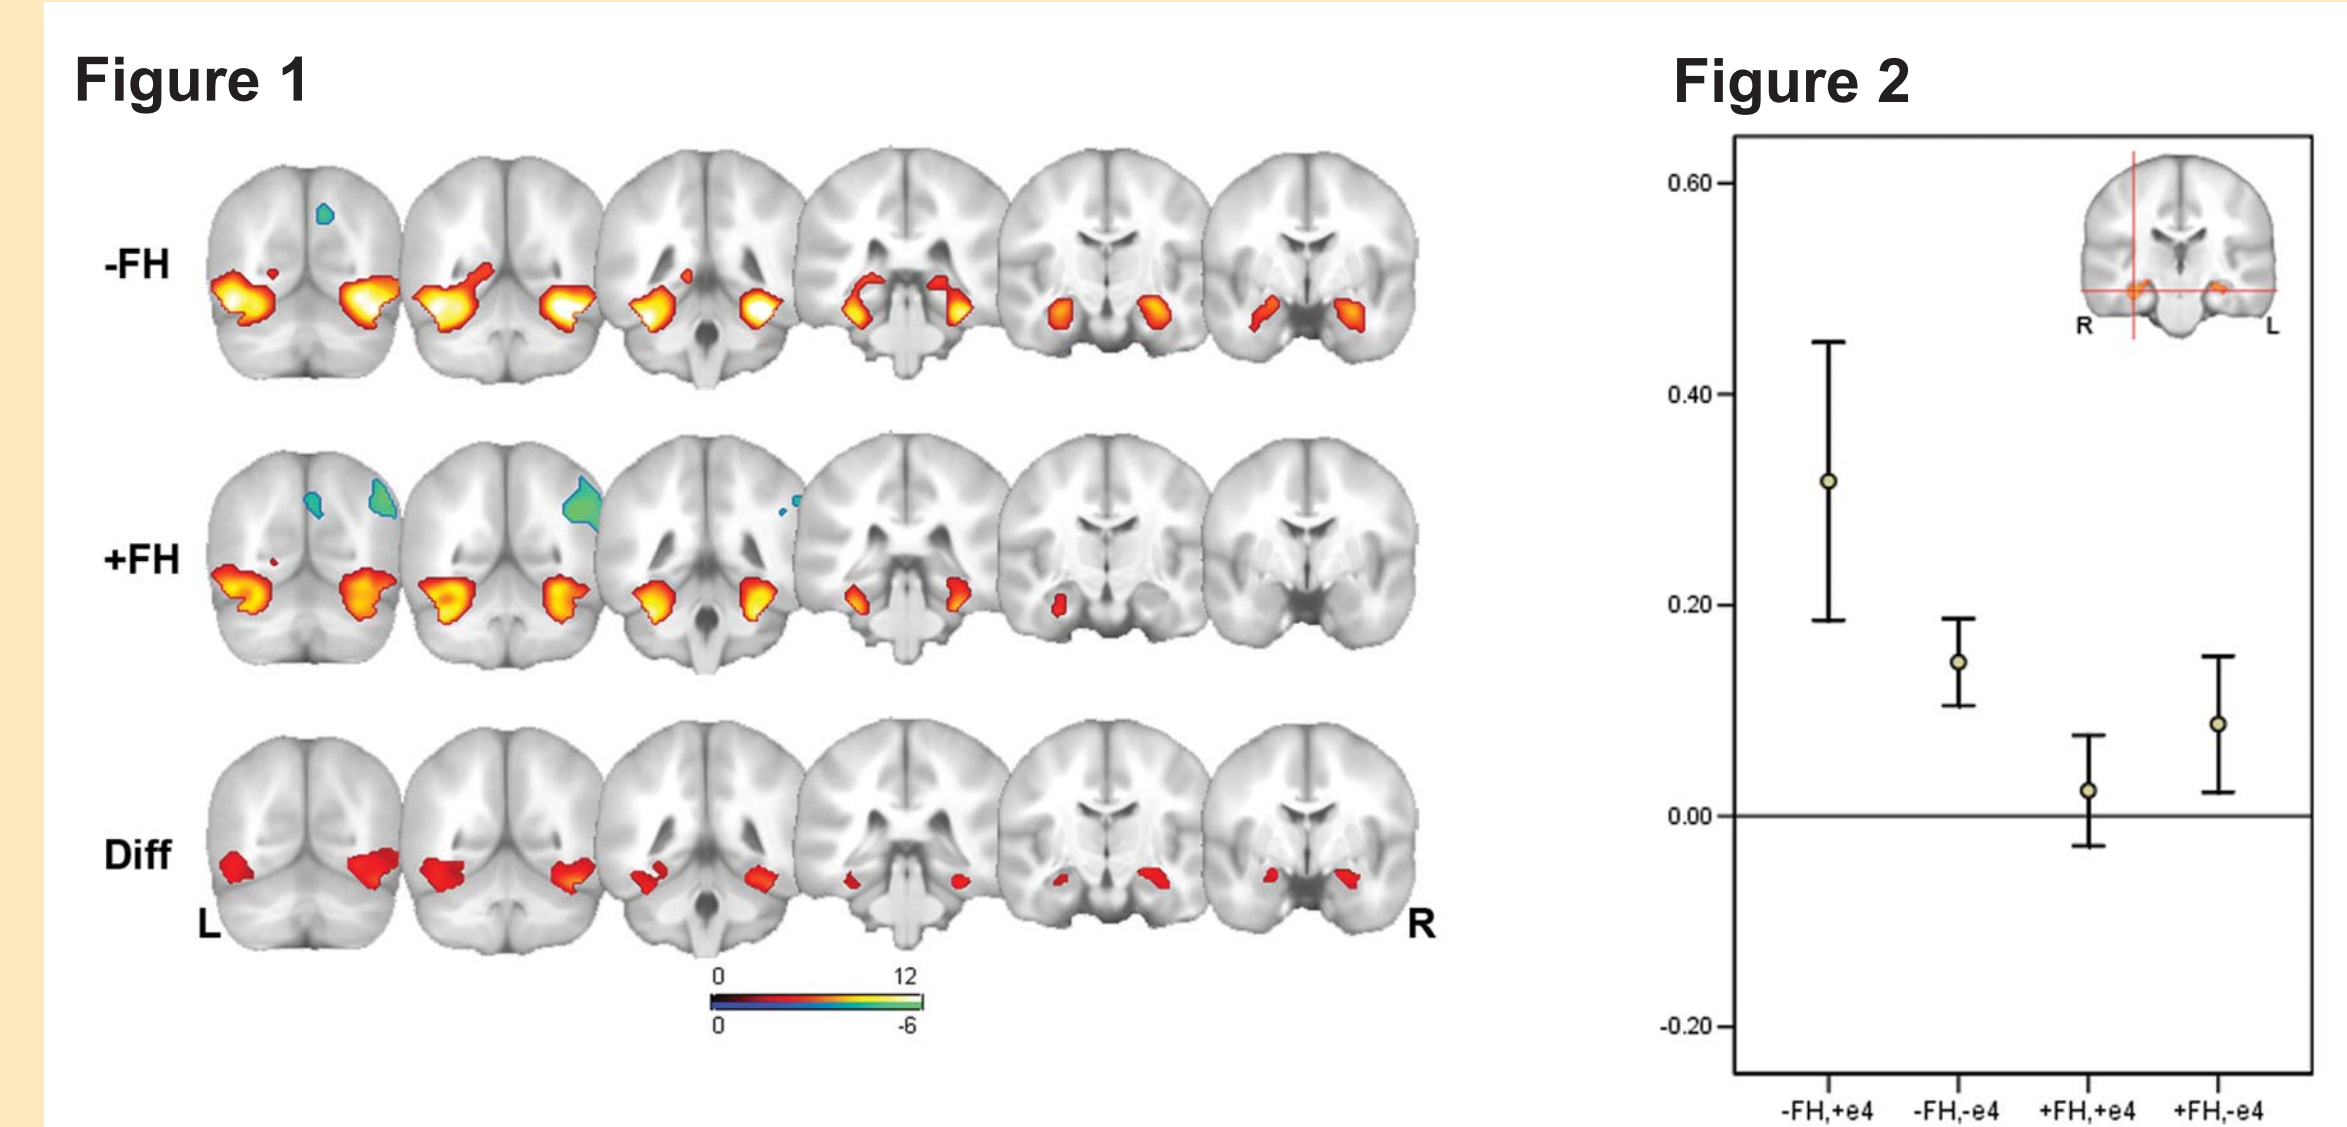 Figure 1
-FH
+FH
Diff
L
R
0 12
0 -6
Figure 2
0.60
0.40
0.20
0.00
-0.20
R L
-FH,+e4 -FH,-e4 +FH,+e4 +FH,-e4